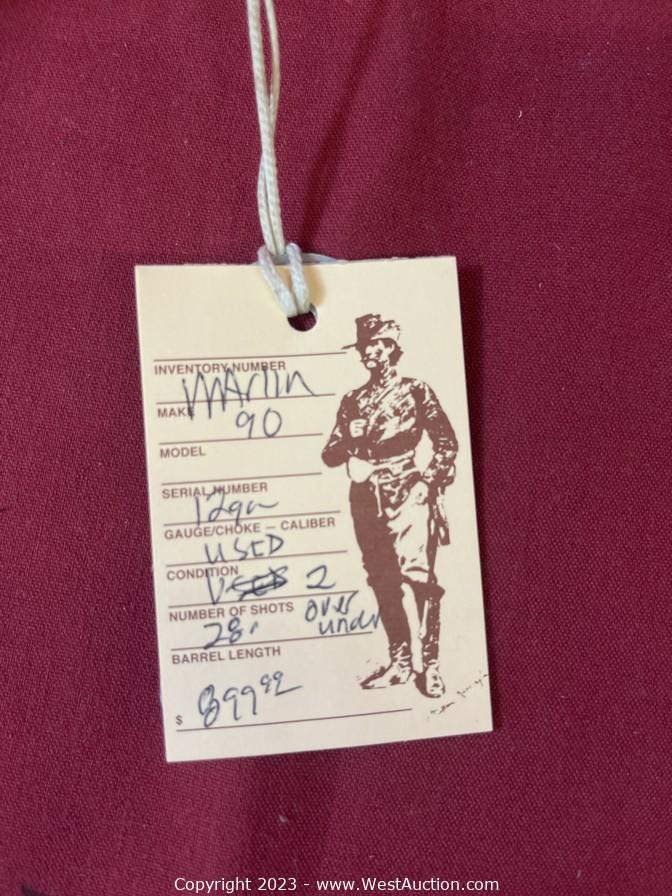 INVENTORY NUMBER
Marlin
MAKE
90
MODEL
SERIAL NUMBER
12ga
GAUGE/CHOKE – CALIBER
USED
CONDITION
2 over
under
NUMBER OF SHOTS
28"
BARREL LENGTH
$ 899.99
Copyright 2023 - www.WestAuction.com